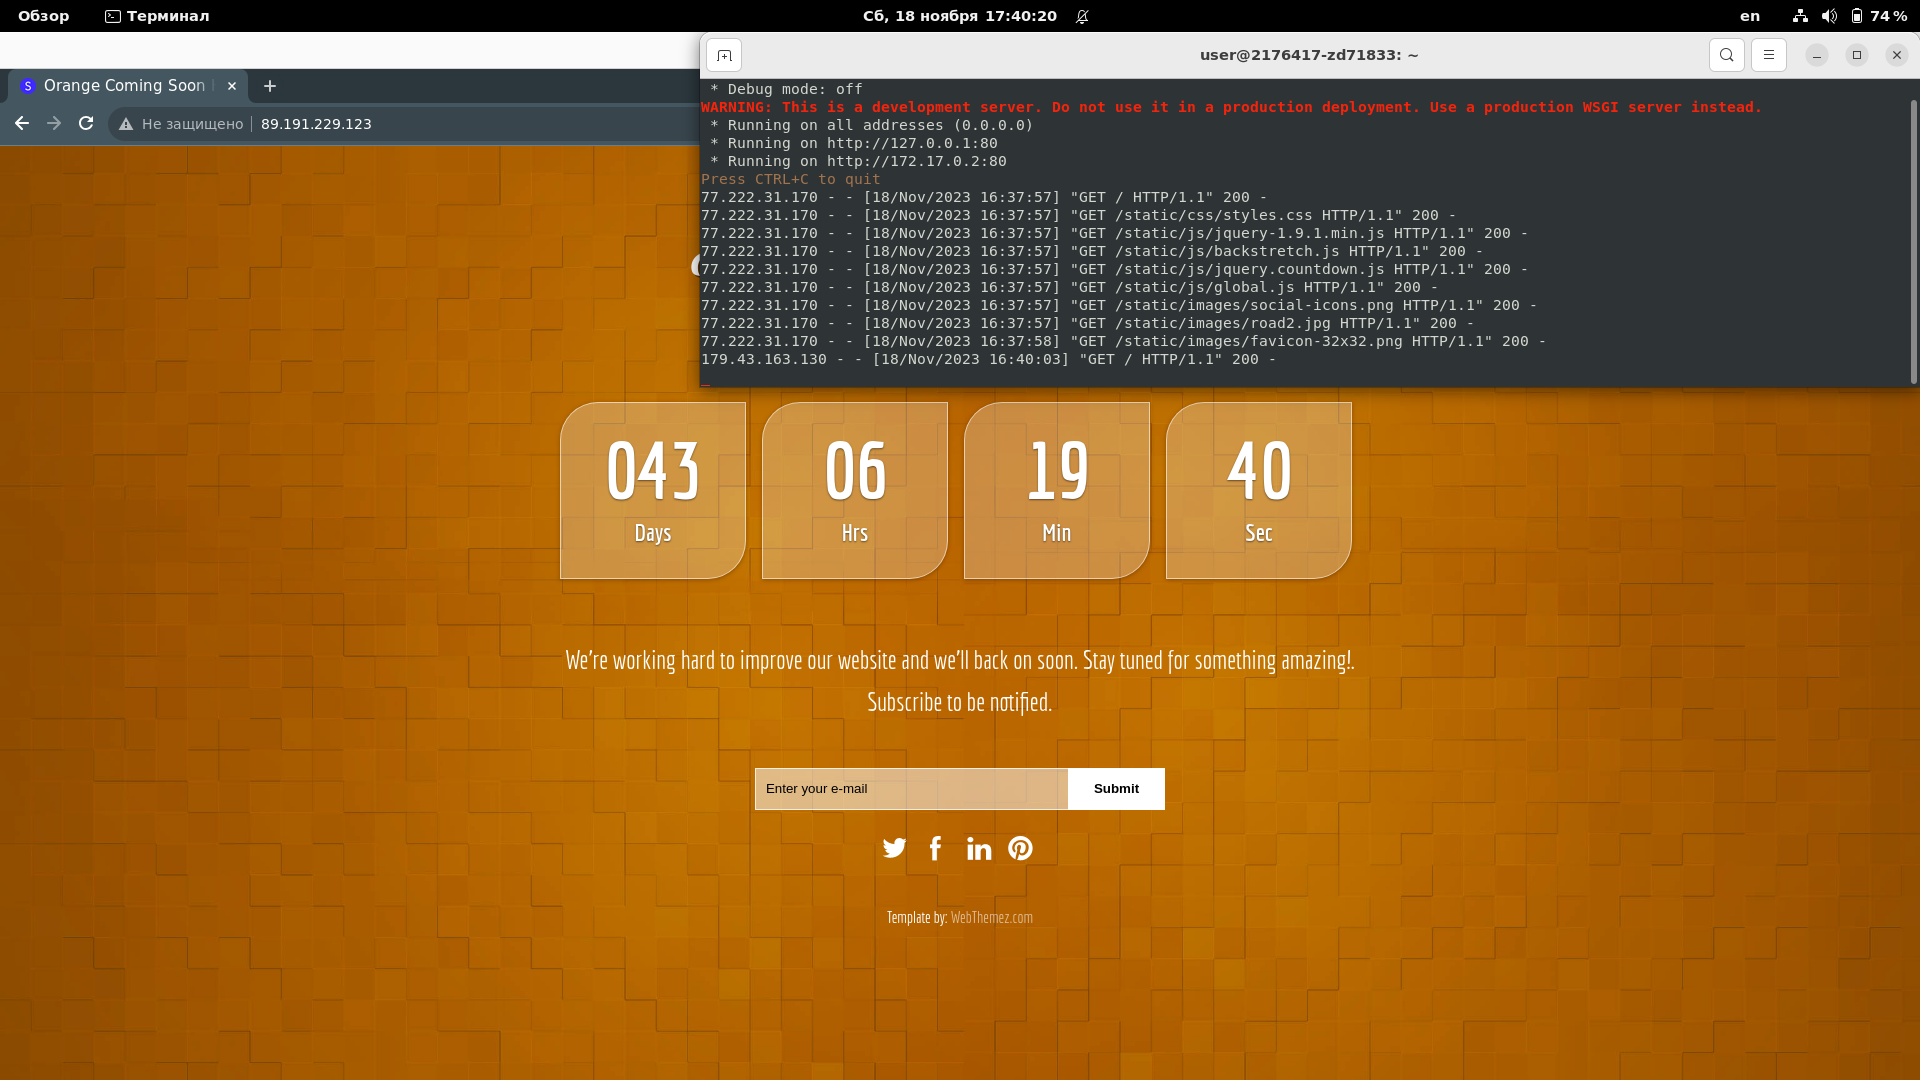 Обзор
Терминал
Сб, 18 ноября 17:40:20
en
74 %
user@2176417-zd71833: ~
Orange Coming Soon
Не защищено
89.191.229.123
* Debug mode: off
WARNING: This is a development server. Do not use it in a production deployment. Use a production WSGI server instead.
* Running on all addresses (0.0.0.0)
* Running on http://127.0.0.1:80
* Running on http://172.17.0.2:80
Press CTRL+C to quit
77.222.31.170 - - [18/Nov/2023 16:37:57] "GET / HTTP/1.1" 200 -
77.222.31.170 - - [18/Nov/2023 16:37:57] "GET /static/css/styles.css HTTP/1.1" 200 -
77.222.31.170 - - [18/Nov/2023 16:37:57] "GET /static/js/jquery-1.9.1.min.js HTTP/1.1" 200 -
77.222.31.170 - - [18/Nov/2023 16:37:57] "GET /static/js/backstretch.js HTTP/1.1" 200 -
77.222.31.170 - - [18/Nov/2023 16:37:57] "GET /static/js/jquery.countdown.js HTTP/1.1" 200 -
77.222.31.170 - - [18/Nov/2023 16:37:57] "GET /static/js/global.js HTTP/1.1" 200 -
77.222.31.170 - - [18/Nov/2023 16:37:57] "GET /static/images/social-icons.png HTTP/1.1" 200 -
77.222.31.170 - - [18/Nov/2023 16:37:57] "GET /static/images/road2.jpg HTTP/1.1" 200 -
77.222.31.170 - - [18/Nov/2023 16:37:58] "GET /static/images/favicon-32x32.png HTTP/1.1" 200 -
179.43.163.130 - - [18/Nov/2023 16:40:03] "GET / HTTP/1.1" 200 -
043 06 19 40
Days Hrs Min Sec
We're working hard to improve our website and we'll back on soon. Stay tuned for something amazing!.
Subscribe to be notified.
Enter your e-mail
Submit
Template by: WebThemez.com